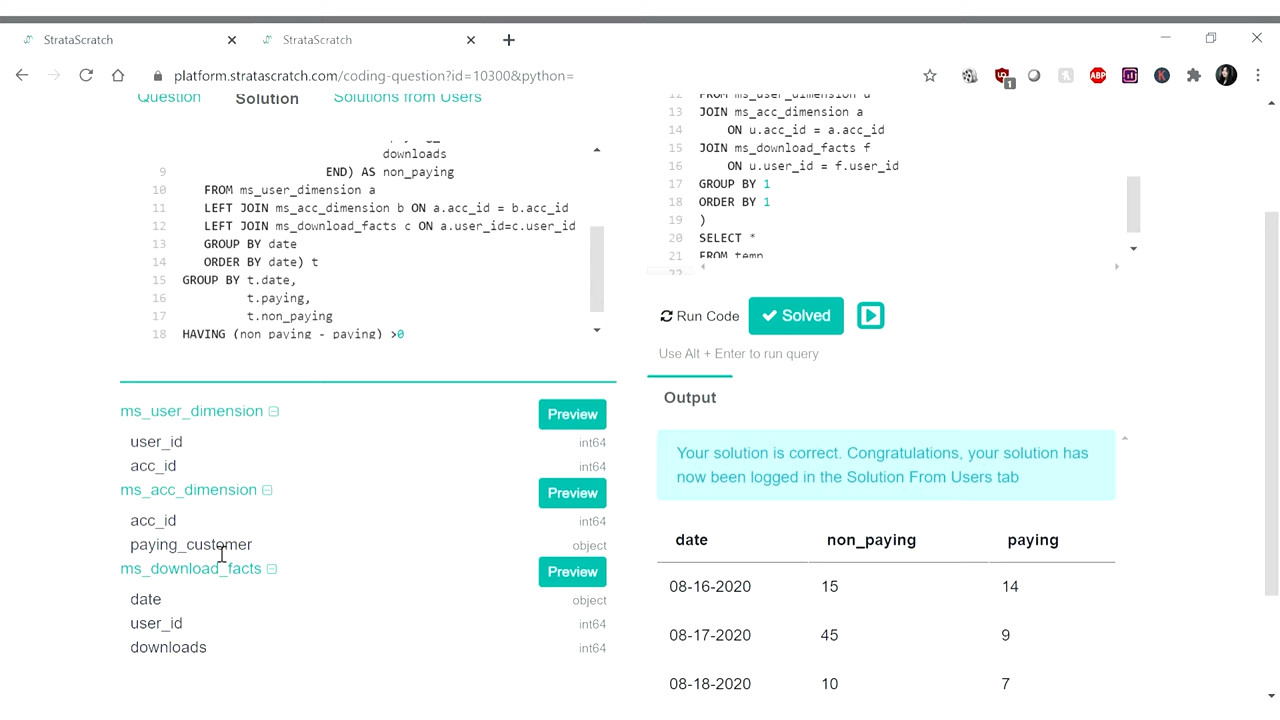 StrataScratch
StrataScratch
platform.stratascratch.com/coding-question?id=10300&python=
1
ABP
K
Question Solution Solutions from Users
downloads
9 END) AS non_paying
10 FROM ms_user_dimension a
11 LEFT JOIN ms_acc_dimension b ON a.acc_id = b.acc_id
12 LEFT JOIN ms_download_facts c ON a.user_id=c.user_id
13 GROUP BY date
14 ORDER BY date) t
15 GROUP BY t.date,
16 t.paying,
17 t.non_paying
18 HAVING (non_paying - paying) >0
ms_user_dimension Preview
user_id int64
acc_id int64
ms_acc_dimension Preview
acc_id int64
paying_customer object
ms_download_facts Preview
date object
user_id int64
downloads int64
12 FROM ms_user_dimension u
13 JOIN ms_acc_dimension a
14 ON u.acc_id = a.acc_id
15 JOIN ms_download_facts f
16 ON u.user_id = f.user_id
17 GROUP BY 1
18 ORDER BY 1
19 )
20 SELECT *
21 FROM temp
22
Run Code Solved
Use Alt + Enter to run query
Output
Your solution is correct. Congratulations, your solution has
now been logged in the Solution From Users tab
date non_paying paying
08-16-2020 15 14
08-17-2020 45 9
08-18-2020 10 7